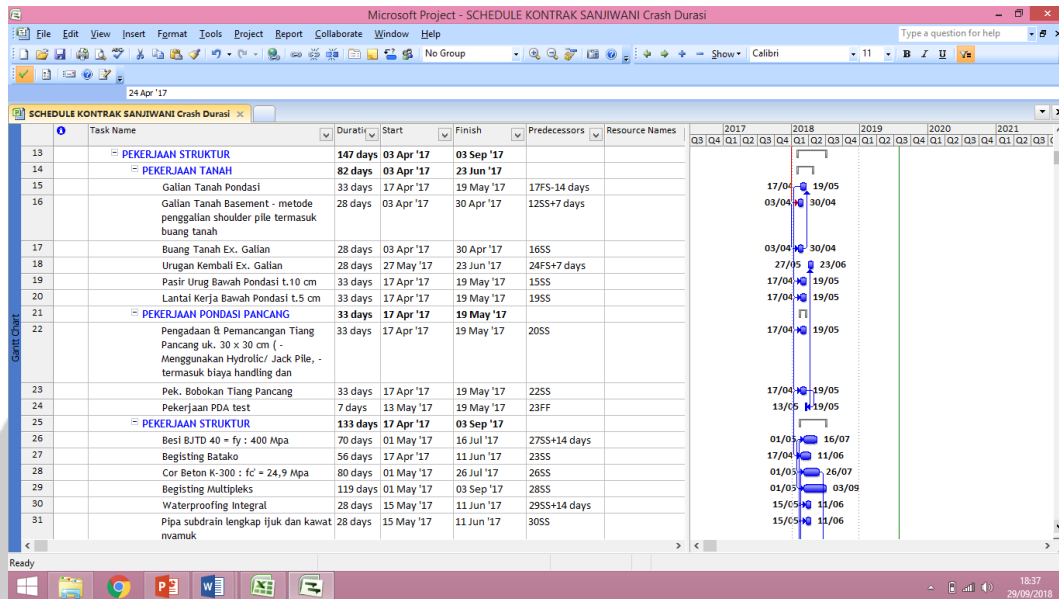 Microsoft Project - SCHEDULE KONTRAK SANJIWANI Crash Durasi
File Edit View Insert Format Tools Project Report Collaborate Window Help
Type a question for help
No Group Show Calibri 11 B I U
24 Apr '17
SCHEDULE KONTRAK SANJIWANI Crash Durasi
Task Name Duratic Start Finish Predecessors Resource Names
2017 2018 2019 2020 2021
Q3 Q4 Q1 Q2 Q3 Q4 Q1 Q2 Q3 Q4 Q1 Q2 Q3 Q4 Q1 Q2 Q3 Q4 Q1 Q2 Q3
13 PEKERJAAN STRUKTUR 147 days 03 Apr '17 03 Sep '17
14 PEKERJAAN TANAH 82 days 03 Apr '17 23 Jun '17
15 Galian Tanah Pondasi 33 days 17 Apr '17 19 May '17 17FS-14 days 17/04 19/05
16 Galian Tanah Basement - metode 28 days 03 Apr '17 30 Apr '17 12SS+7 days 03/04 30/04
penggalian shoulder pile termasuk
buang tanah
17 Buang Tanah Ex. Galian 28 days 03 Apr '17 30 Apr '17 16SS 03/04 30/04
18 Urugan Kembali Ex. Galian 28 days 27 May '17 23 Jun '17 24FS+7 days 27/05 23/06
19 Pasir Urug Bawah Pondasi t.10 cm 33 days 17 Apr '17 19 May '17 15SS 17/04 19/05
20 Lantai Kerja Bawah Pondasi t.5 cm 33 days 17 Apr '17 19 May '17 19SS 17/04 19/05
21 PEKERJAAN PONDASI PANCANG 33 days 17 Apr '17 19 May '17
22 Pengadaan & Pemancangan Tiang 33 days 17 Apr '17 19 May '17 20SS 17/04 19/05
Pancang uk. 30 x 30 cm ( -
Menggunakan Hydrolic/ Jack Pile, -
termasuk biaya handling dan
23 Pek. Bobokan Tiang Pancang 33 days 17 Apr '17 19 May '17 22SS 17/04 19/05
24 Pekerjaan PDA test 7 days 13 May '17 19 May '17 23FF 13/05 19/05
25 PEKERJAAN STRUKTUR 133 days 17 Apr '17 03 Sep '17
26 Besi BJTD 40 = fy : 400 Mpa 70 days 01 May '17 16 Jul '17 27SS+14 days 01/05 16/07
27 Begisting Batako 56 days 17 Apr '17 11 Jun '17 23SS 17/04 11/06
28 Cor Beton K-300 : fc' = 24,9 Mpa 80 days 01 May '17 26 Jul '17 26SS 01/05 26/07
29 Begisting Multipleks 119 days 01 May '17 03 Sep '17 28SS 01/05 03/09
30 Waterproofing Integral 28 days 15 May '17 11 Jun '17 29SS+14 days 15/05 11/06
31 Pipa subdrain lengkap ijuk dan kawat 28 days 15 May '17 11 Jun '17 30SS 15/05 11/06
nyamuk
Gantt Chart
Ready
18:37
29/09/2018